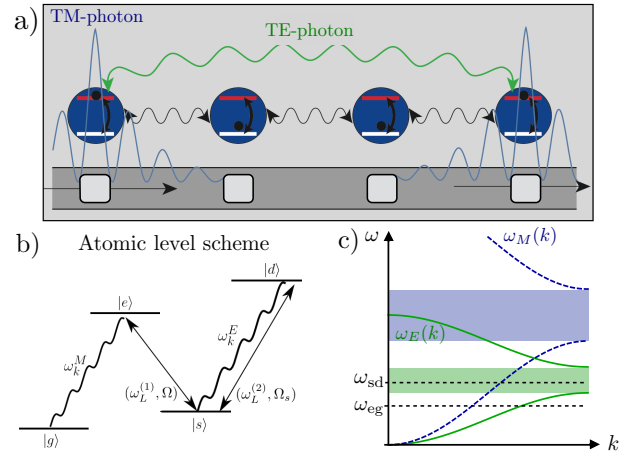 a)
TM-photon
TE-photon
b) Atomic level scheme
|d⟩
|e⟩
ω_k^M
ω_k^E
(ω_L^(1), Ω)
(ω_L^(2), Ω_s)
|g⟩
|s⟩
c)
ω
ω_M(k)
ω_E(k)
ω_sd
ω_eg
k